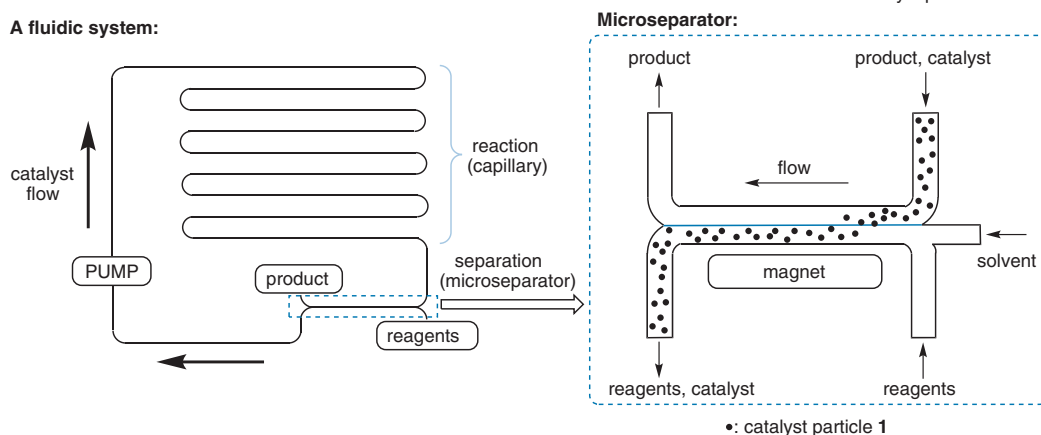 A fluidic system:
reaction
(capillary)
catalyst
flow
PUMP
product
separation
(microseparator)
reagents
Microseparator:
product
product, catalyst
flow
solvent
magnet
reagents, catalyst
reagents
•: catalyst particle 1